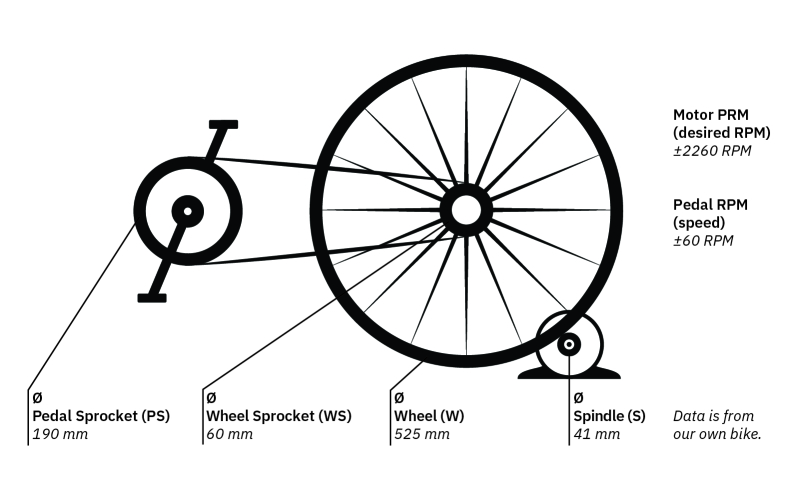 Motor PRM
(desired RPM)
±2260 RPM
Pedal RPM
(speed)
±60 RPM
Ø
Pedal Sprocket (PS)
190 mm
Ø
Wheel Sprocket (WS)
60 mm
Ø
Wheel (W)
525 mm
Ø
Spindle (S)
41 mm
Data is from
our own bike.